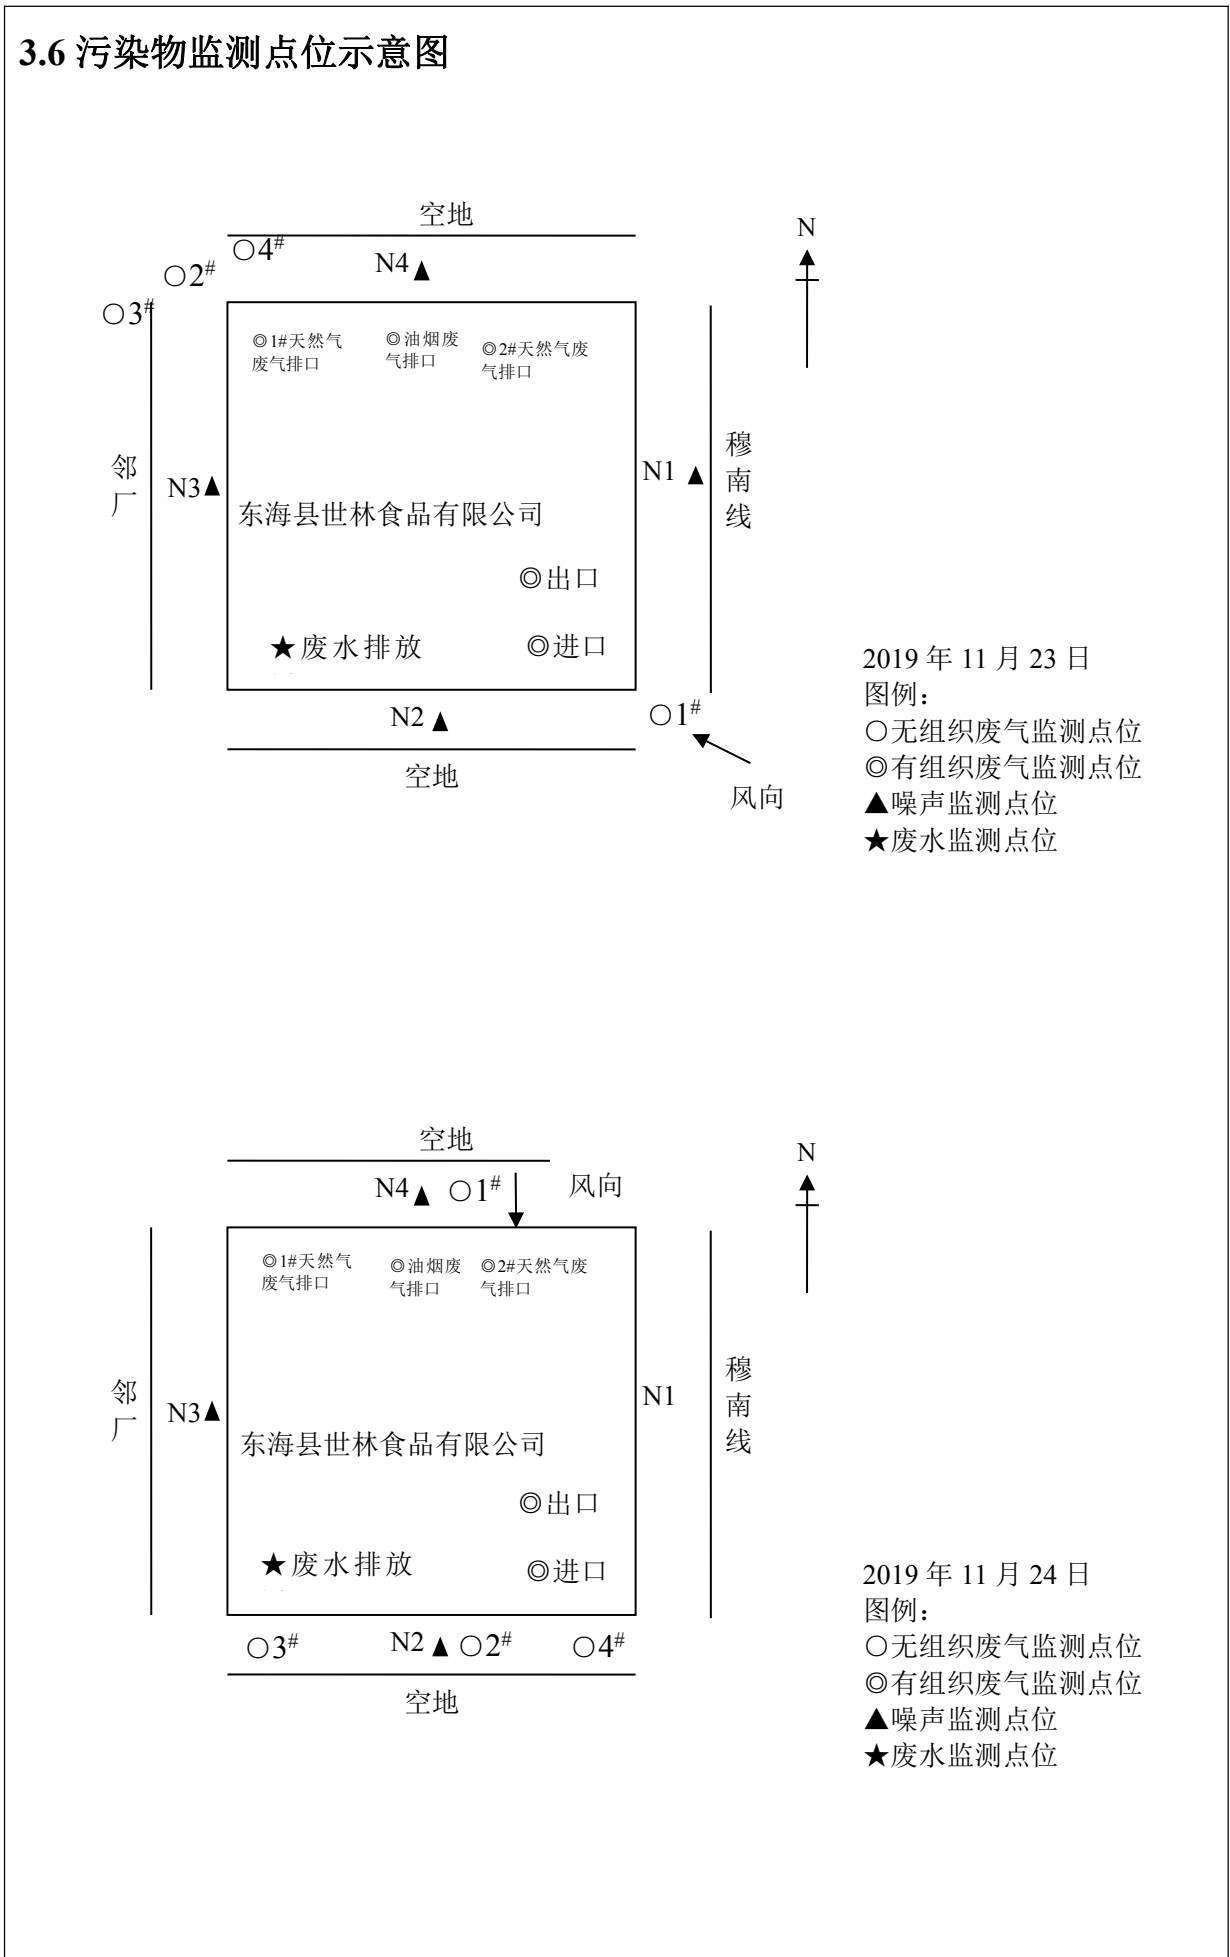 3.6 污染物监测点位示意图
空地
N
○4#
N4▲
○2#
○3#
◎1#天然气
废气排口
◎油烟废
气排口
◎2#天然气废
气排口
邻厂
N3▲
N1 ▲
穆南线
东海县世林食品有限公司
◎出口
★废水排放
◎进口
N2▲
○1#
空地
风向
2019 年 11 月 23 日
图例：
○无组织废气监测点位
◎有组织废气监测点位
▲噪声监测点位
★废水监测点位
空地
N
N4▲
○1#
风向
◎1#天然气
废气排口
◎油烟废
气排口
◎2#天然气废
气排口
邻厂
N3▲
N1
穆南线
东海县世林食品有限公司
◎出口
★废水排放
◎进口
○3#
N2▲
○2#
○4#
空地
2019 年 11 月 24 日
图例：
○无组织废气监测点位
◎有组织废气监测点位
▲噪声监测点位
★废水监测点位